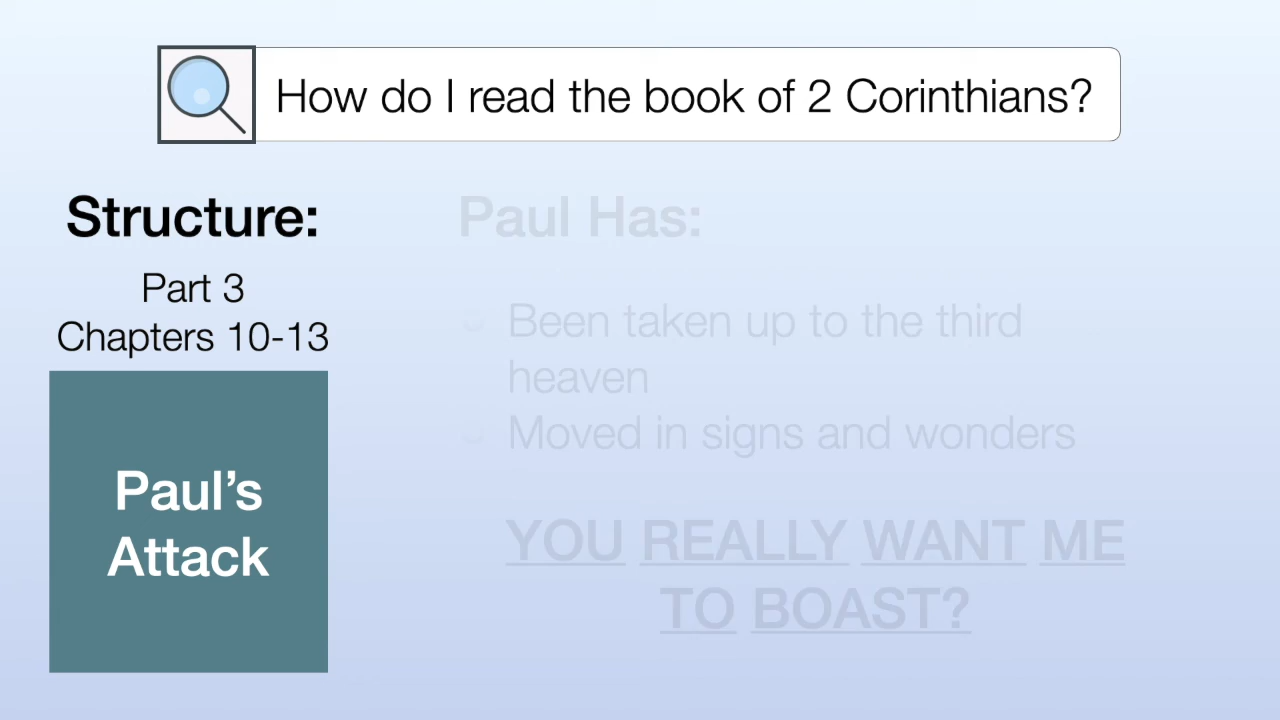 How do I read the book of 2 Corinthians?
Structure:
Part 3
Chapters 10-13
Paul's
Attack
Paul Has:
Been taken up to the third
heaven
Moved in signs and wonders
YOU REALLY WANT ME
TO BOAST?